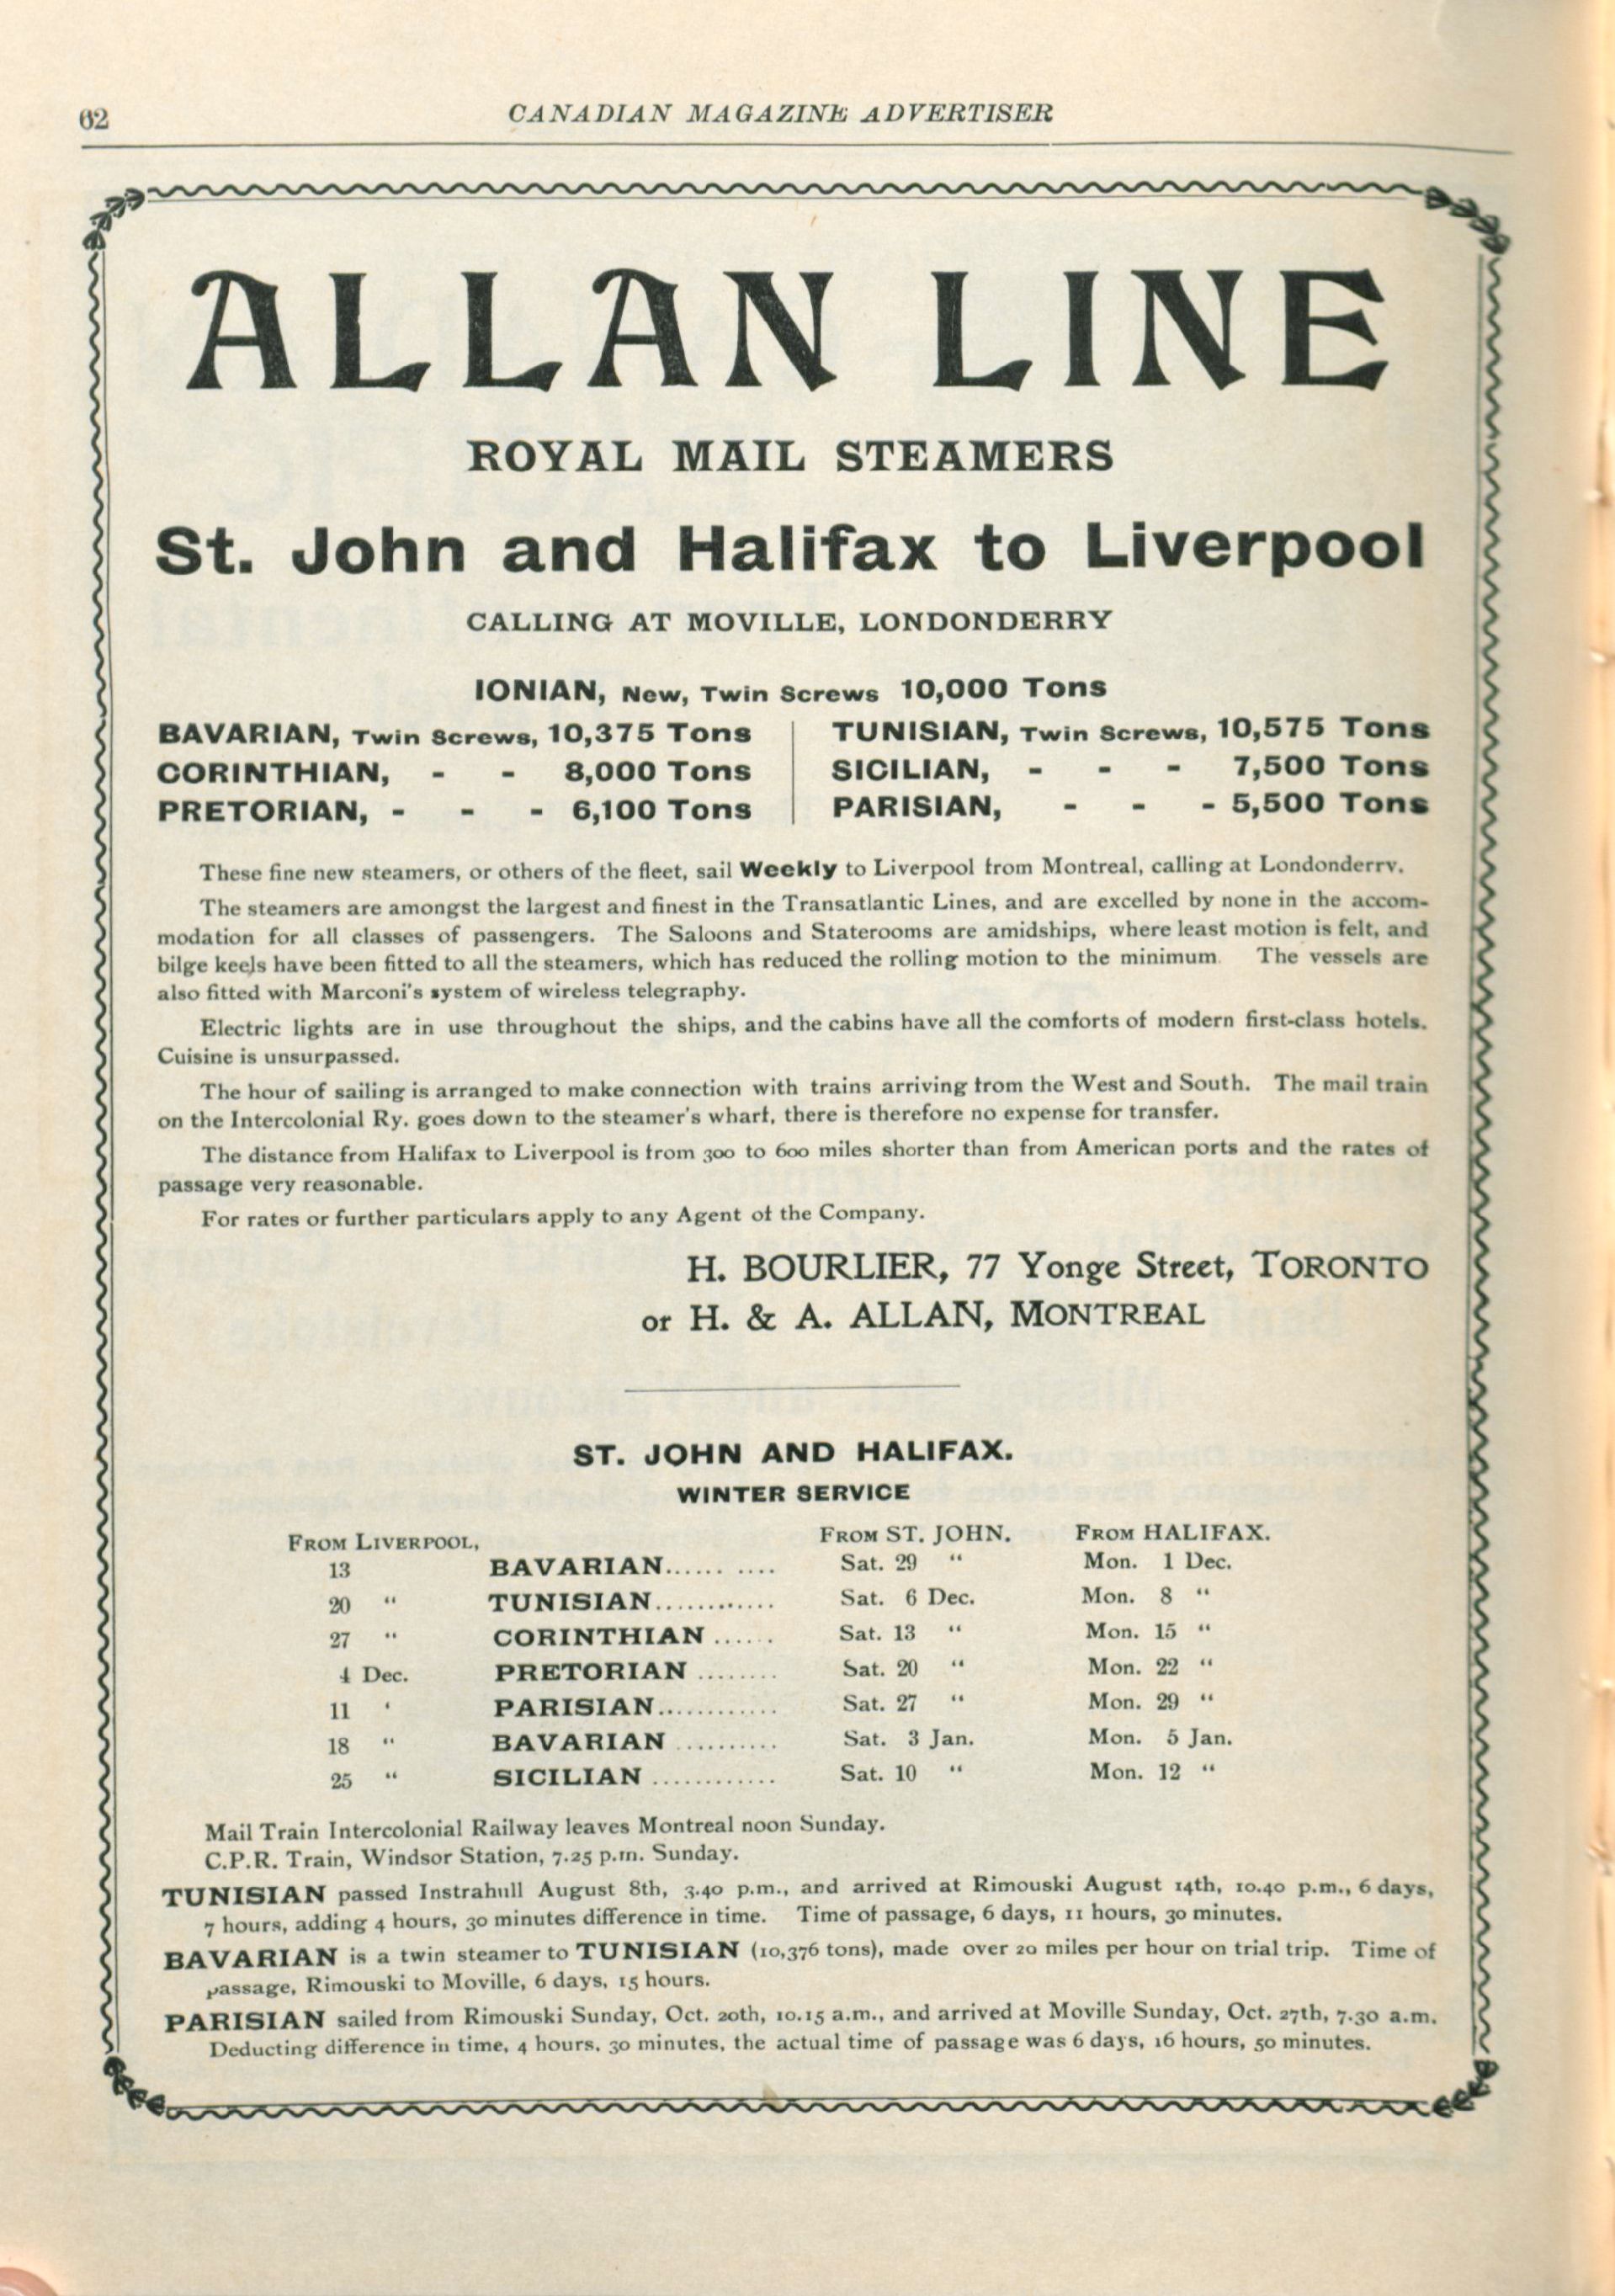 62
CANADIAN MAGAZINE ADVERTISER
ALLAN LINE
ROYAL MAIL STEAMERS
St. John and Halifax to Liverpool
CALLING AT MOVILLE, LONDONDERRY
IONIAN, New, Twin Screws 10,000 Tons
BAVARIAN, Twin Screws, 10,375 Tons
CORINTHIAN, - - 8,000 Tons
PRETORIAN, - - - 6,100 Tons
TUNISIAN, Twin Screws, 10,575 Tons
SICILIAN, - - - 7,500 Tons
PARISIAN, - - - 5,500 Tons
These fine new steamers, or others of the fleet, sail Weekly to Liverpool from Montreal, calling at Londonderry.
The steamers are amongst the largest and finest in the Transatlantic Lines, and are excelled by none in the accom-
modation for all classes of passengers. The Saloons and Staterooms are amidships, where least motion is felt, and
bilge keels have been fitted to all the steamers, which has reduced the rolling motion to the minimum. The vessels are
also fitted with Marconi's system of wireless telegraphy.
Electric lights are in use throughout the ships, and the cabins have all the comforts of modern first-class hotels.
Cuisine is unsurpassed.
The hour of sailing is arranged to make connection with trains arriving from the West and South. The mail train
on the Intercolonial Ry. goes down to the steamer's wharf, there is therefore no expense for transfer.
The distance from Halifax to Liverpool is from 300 to 600 miles shorter than from American ports and the rates of
passage very reasonable.
For rates or further particulars apply to any Agent of the Company.
H. BOURLIER, 77 Yonge Street, TORONTO
or H. & A. ALLAN, MONTREAL
ST. JOHN AND HALIFAX.
WINTER SERVICE
FROM LIVERPOOL, FROM ST. JOHN. FROM HALIFAX.
13 BAVARIAN...... .... Sat. 29 " Mon. 1 Dec.
20 " TUNISIAN............ Sat. 6 Dec. Mon. 8 "
27 " CORINTHIAN ...... Sat. 13 " Mon. 15 "
4 Dec. PRETORIAN ........ Sat. 20 " Mon. 22 "
11 ' PARISIAN............ Sat. 27 " Mon. 29 "
18 " BAVARIAN .......... Sat. 3 Jan. Mon. 5 Jan.
25 " SICILIAN ............ Sat. 10 " Mon. 12 "
Mail Train Intercolonial Railway leaves Montreal noon Sunday.
C.P.R. Train, Windsor Station, 7.25 p.m. Sunday.
TUNISIAN passed Instrahull August 8th, 3.40 p.m., and arrived at Rimouski August 14th, 10.40 p.m., 6 days,
7 hours, adding 4 hours, 30 minutes difference in time. Time of passage, 6 days, 11 hours, 30 minutes.
BAVARIAN is a twin steamer to TUNISIAN (10,376 tons), made over 20 miles per hour on trial trip. Time of
passage, Rimouski to Moville, 6 days, 15 hours.
PARISIAN sailed from Rimouski Sunday, Oct. 20th, 10.15 a.m., and arrived at Moville Sunday, Oct. 27th, 7.30 a.m.
Deducting difference in time, 4 hours, 30 minutes, the actual time of passage was 6 days, 16 hours, 50 minutes.